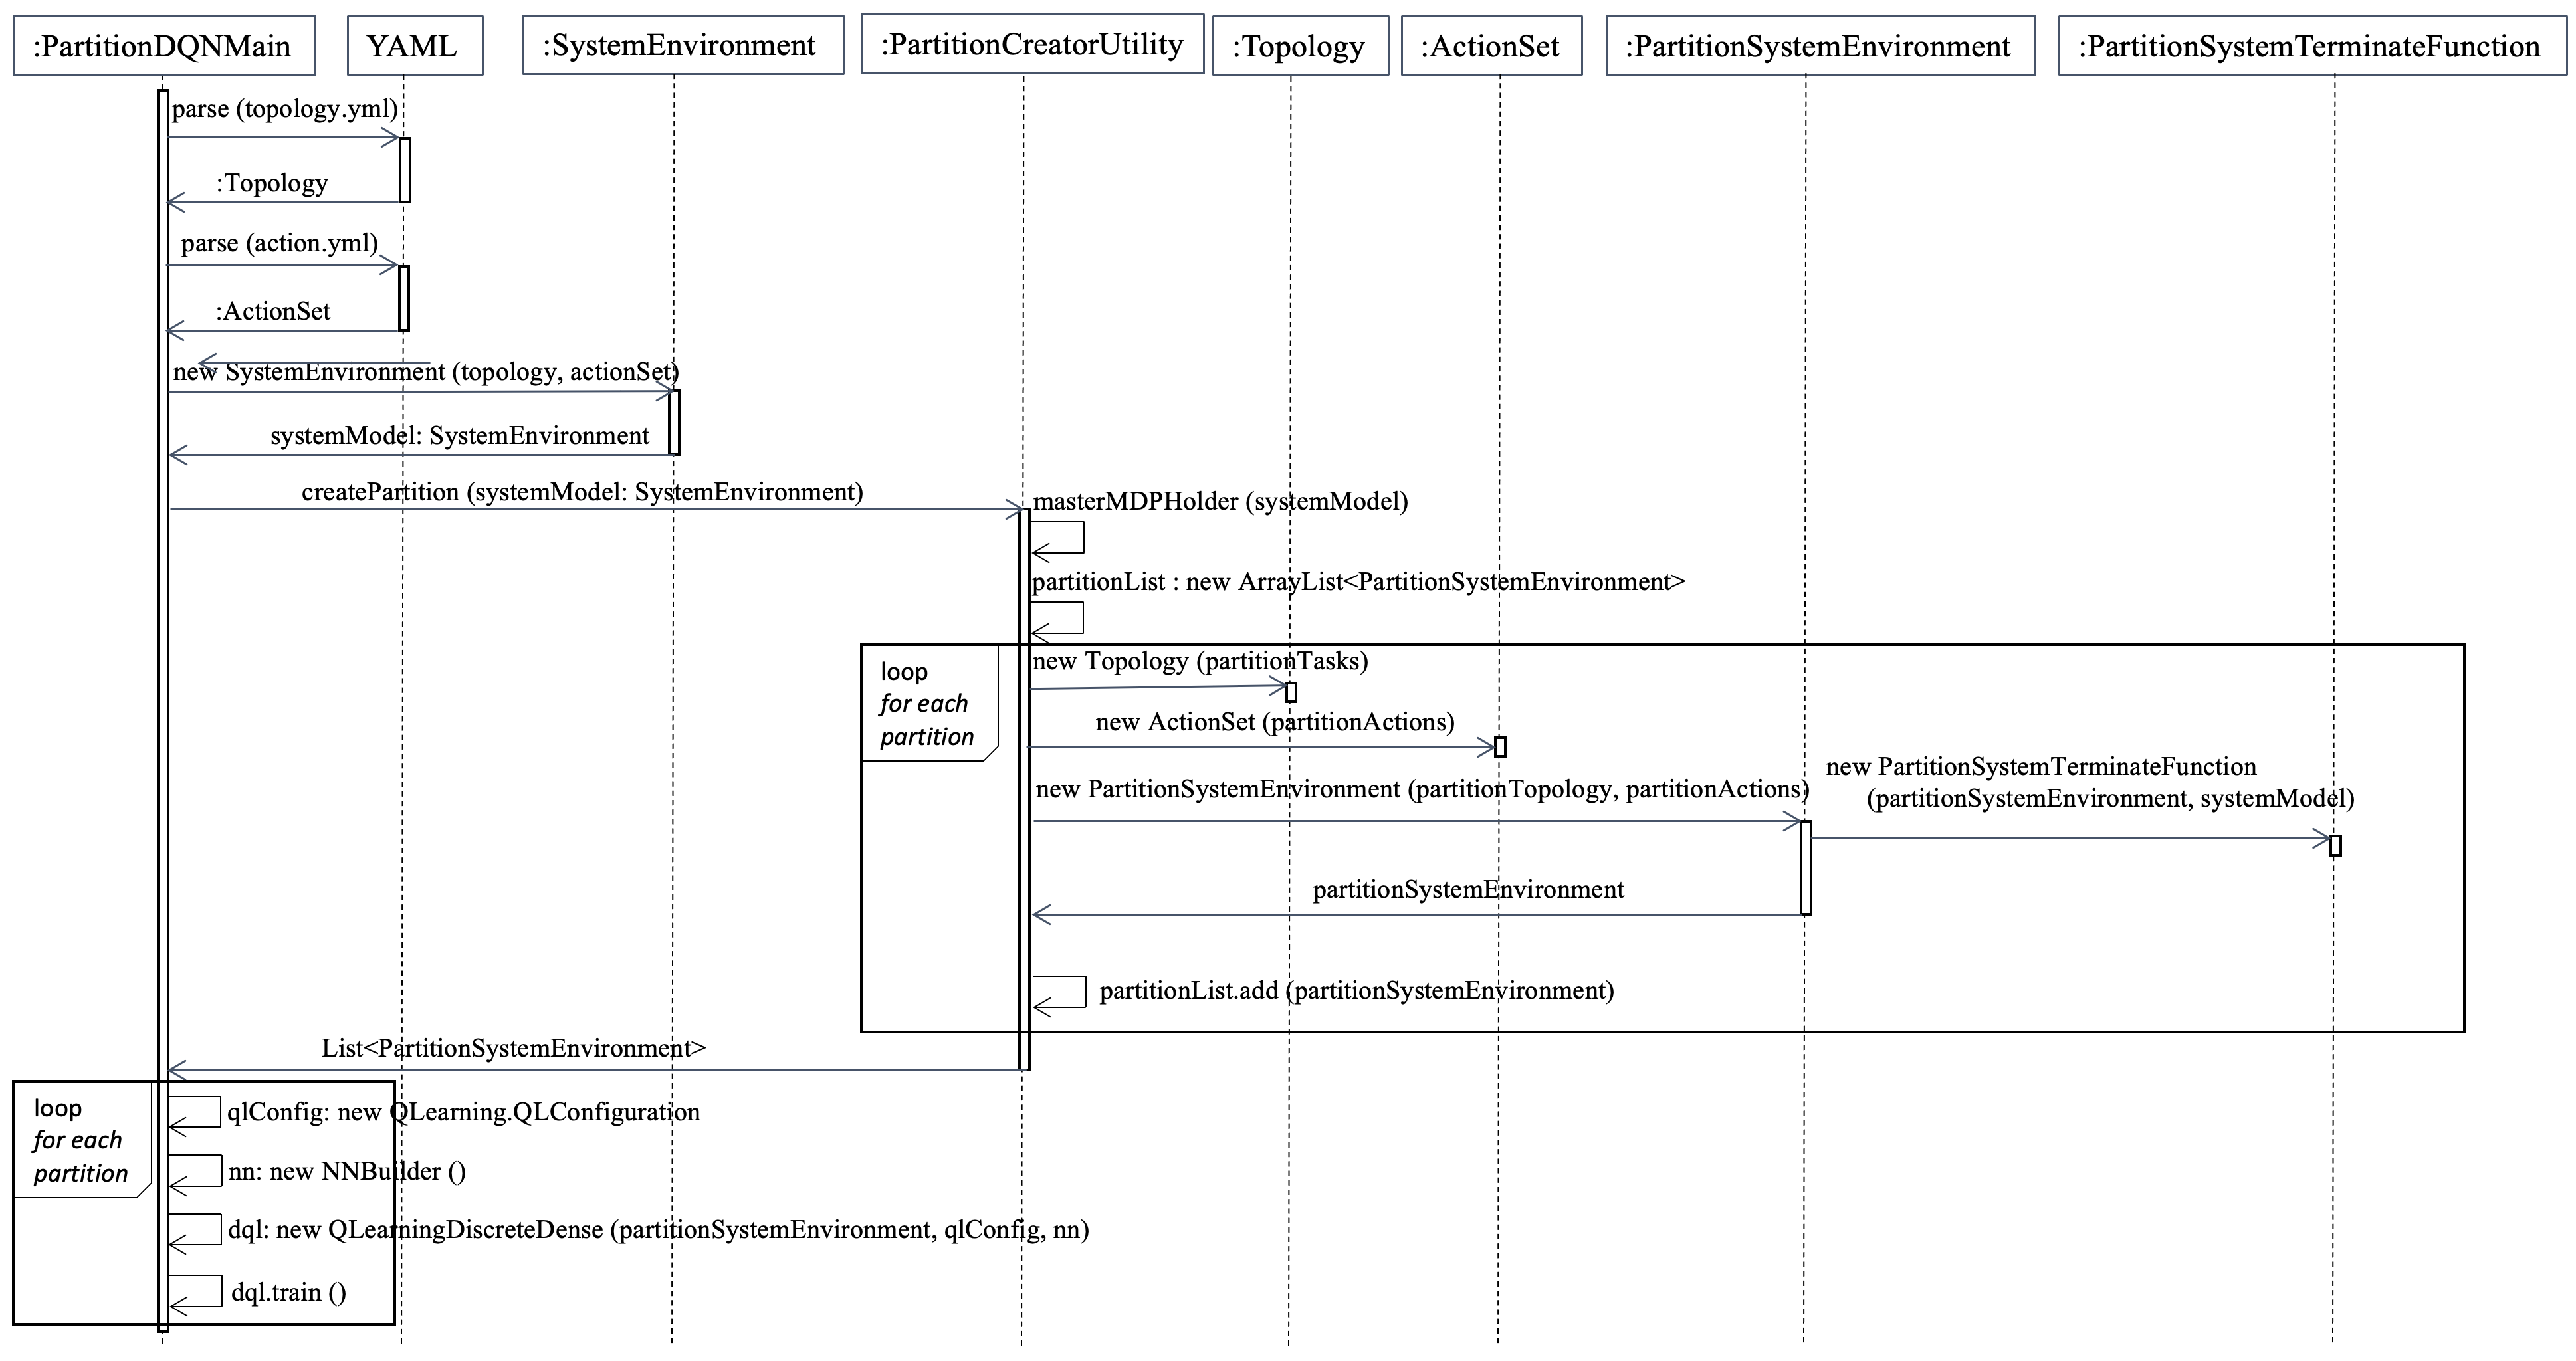 :PartitionDQNMain
YAML
:SystemEnvironment
:PartitionCreatorUtility
:Topology
:ActionSet
:PartitionSystemEnvironment
:PartitionSystemTerminateFunction
parse (topology.yml)
:Topology
parse (action.yml)
:ActionSet
new SystemEnvironment (topology, actionSet)
systemModel: SystemEnvironment
createPartition (systemModel: SystemEnvironment)
masterMDPHolder (systemModel)
partitionList : new ArrayList<PartitionSystemEnvironment>
loop
for each
partition
new Topology (partitionTasks)
new ActionSet (partitionActions)
new PartitionSystemEnvironment (partitionTopology, partitionActions)
new PartitionSystemTerminateFunction
(partitionSystemEnvironment, systemModel)
partitionSystemEnvironment
partitionList.add (partitionSystemEnvironment)
List<PartitionSystemEnvironment>
loop
for each
partition
qlConfig: new QLearning.QLConfiguration
nn: new NNBuilder ()
dql: new QLearningDiscreteDense (partitionSystemEnvironment, qlConfig, nn)
dql.train ()